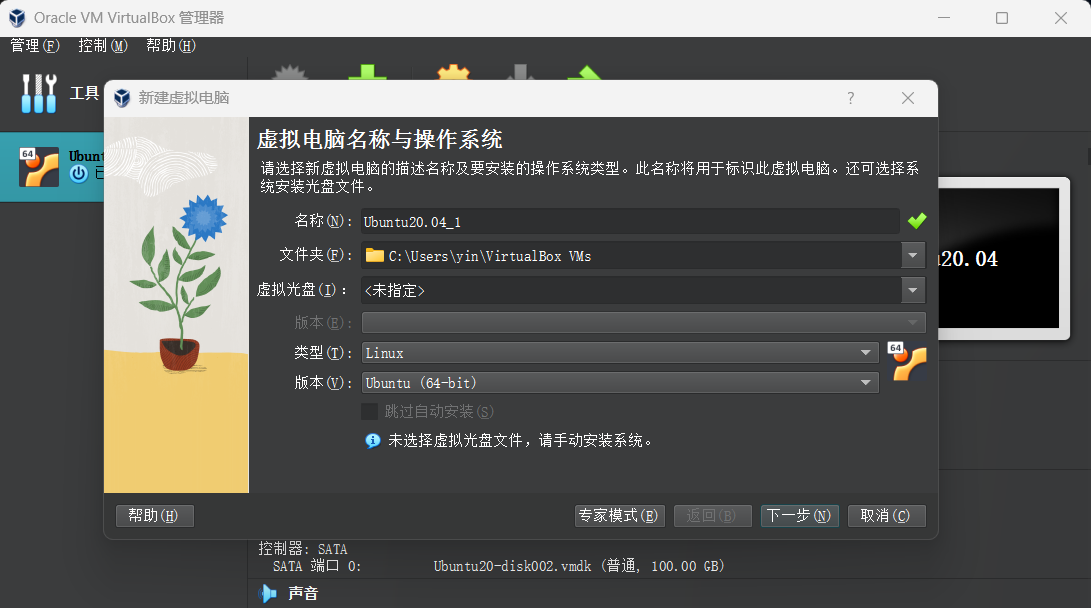 Oracle VM VirtualBox 管理器
管理(F) 控制(M) 帮助(H)
工具
新建虚拟电脑
?
64
虚拟电脑名称与操作系统
请选择新虚拟电脑的描述名称及要安装的操作系统类型。此名称将用于标识此虚拟电脑。还可选择系
统安装光盘文件。
名称(N): Ubuntu20.04_1
文件夹(F): C:\Users\yin\VirtualBox VMs
20.04
虚拟光盘(I): <未指定>
版本(E):
类型(T): Linux
64
版本(V): Ubuntu (64-bit)
跳过自动安装(S)
未选择虚拟光盘文件，请手动安装系统。
帮助(H) 专家模式(E) 返回(B) 下一步(N) 取消(C)
控制器: SATA
SATA 端口 0: Ubuntu20-disk002.vmdk (普通, 100.00 GB)
声音